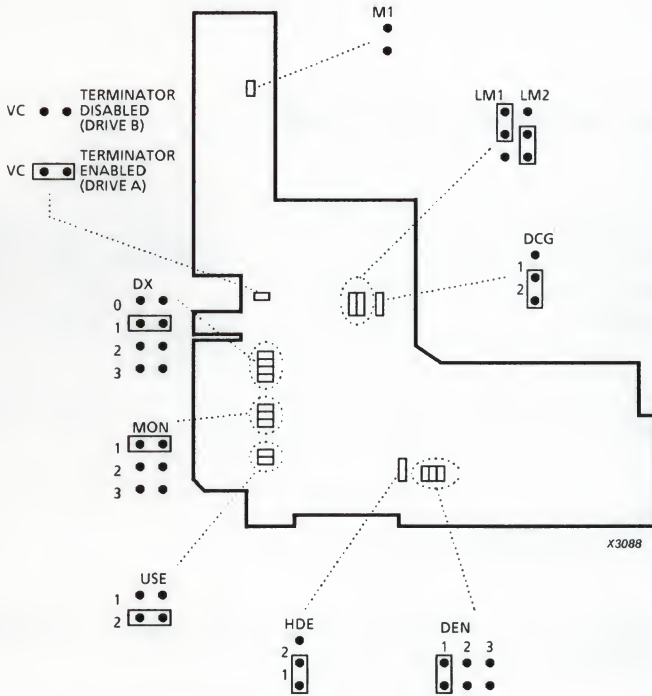 M1
VC TERMINATOR
DISABLED
(DRIVE B)
VC TERMINATOR
ENABLED
(DRIVE A)
LM1 LM2
DCG
1
2
DX
0
1
2
3
MON
1
2
3
USE
1
2
HDE
2
1
DEN
1 2 3
X3088